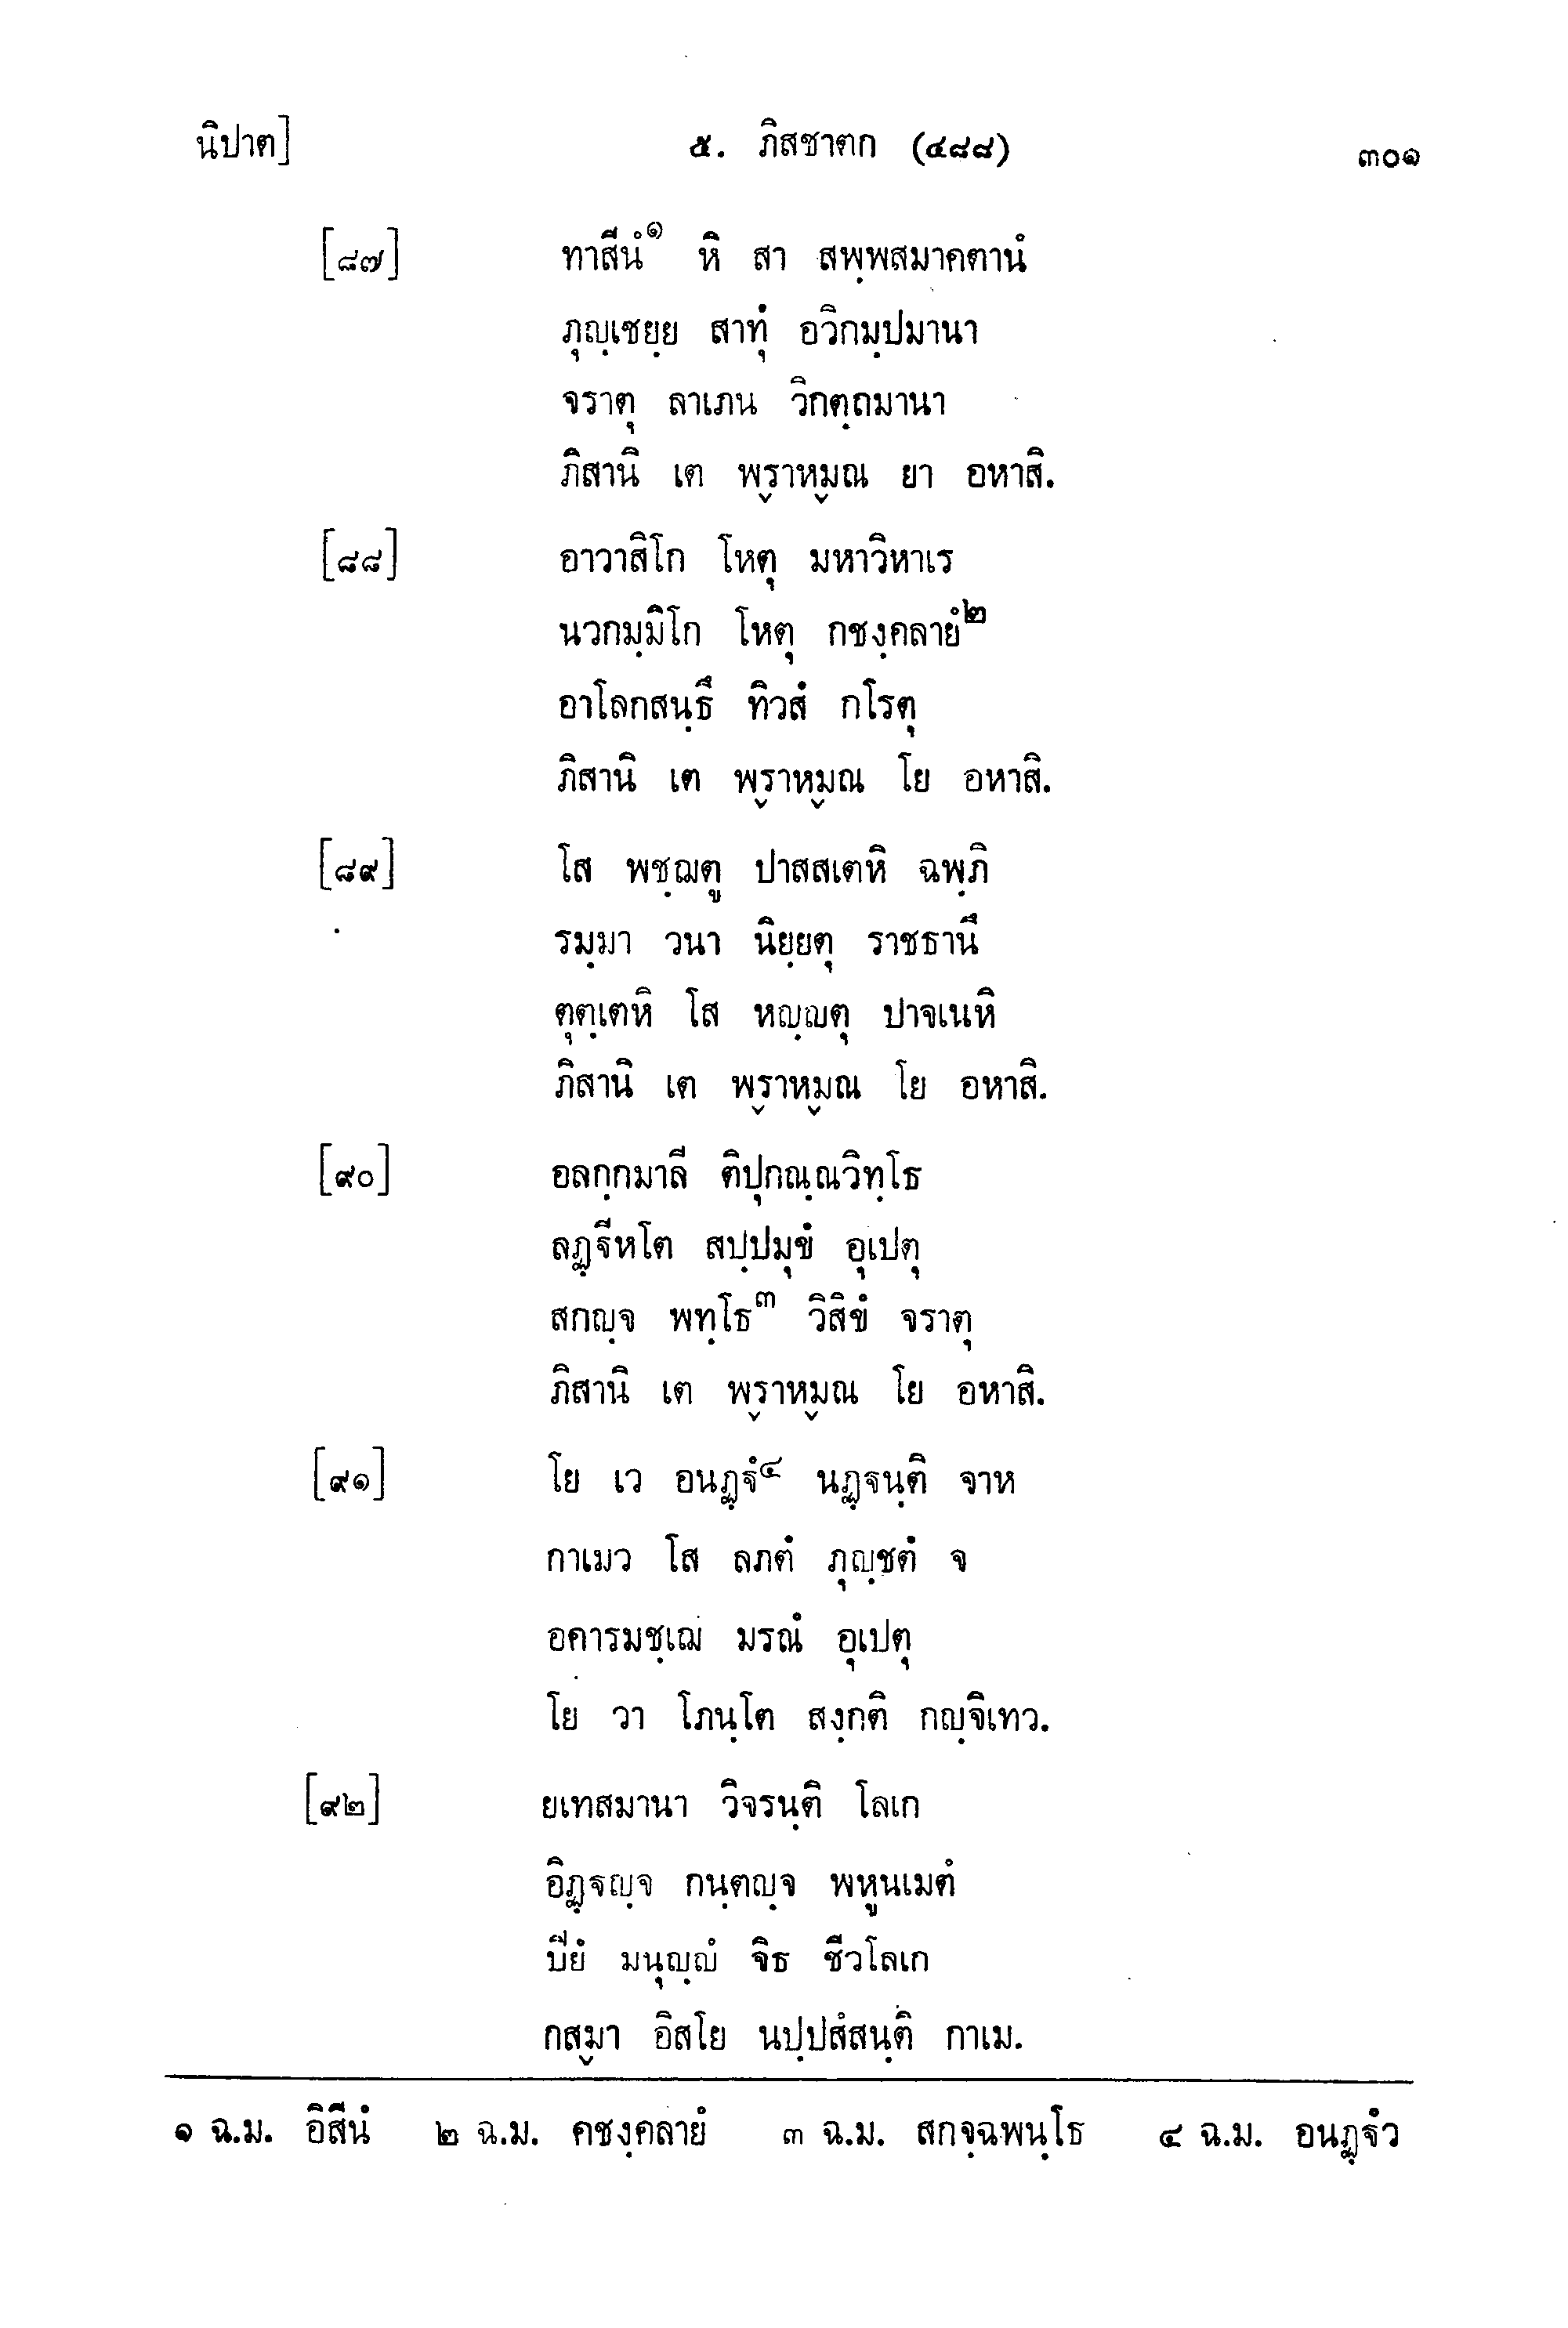 นิปาต] ๕. ภิสชาตก (๔๘๘) ๓๐๑
[๘๗] ทาสีนํ๑ หิ สา สพฺพสมาคตานํ
ภุญฺเชยฺย สาทุํ อวิกมฺปมานา
จราตุ ลาเภน วิกตฺถมานา
ภิสานิ เต พฺราหฺมณ ยา อหาสิ.
[๘๘] อาวาสิโก โหตุ มหาวิหาเร
นวกมฺมิโก โหตุ กชงฺคลายํ๒
อาโลกสนฺธึ ทิวสํ กโรตุ
ภิสานิ เต พฺราหฺมณ โย อหาสิ.
[๘๙] โส พชฺฌตู ปาสสเตหิ ฉพฺภิ
รมฺมา วนา นิยฺยตุ ราชธานึ
ตุตฺเตหิ โส หญฺญตุ ปาจเนหิ
ภิสานิ เต พฺราหฺมณ โย อหาสิ.
[๙๐] อลกฺกมาลี ติปุกณฺณวิทฺโธ
ลฏฺฐีหโต สปฺปมุขํ อุเปตุ
สกญฺจ พทฺโธ๓ วิสิขํ จราตุ
ภิสานิ เต พฺราหฺมณ โย อหาสิ.
[๙๑] โย เว อนฏฺฐํ๔ นฏฺฐนฺติ จาห
กาเมว โส ลภตํ ภุญฺชตํ จ
อคารมชฺเฌ มรณํ อุเปตุ
โย วา โภนฺโต สงฺกติ กญฺจิเทว.
[๙๒] ยเทสมานา วิจรนฺติ โลเก
อิฏฺฐญฺจ กนฺตญฺจ พหูนเมตํ
ปิยํ มนุญฺญํ จิธ ชีวโลเก
กสฺมา อิสโย นปฺปสํสนฺติ กาเม.
๑ ฉ.ม. อิสีนํ ๒ ฉ.ม. คชงฺคลายํ ๓ ฉ.ม. สกจฺฉพนฺโธ ๔ ฉ.ม. อนฏฺฐํว